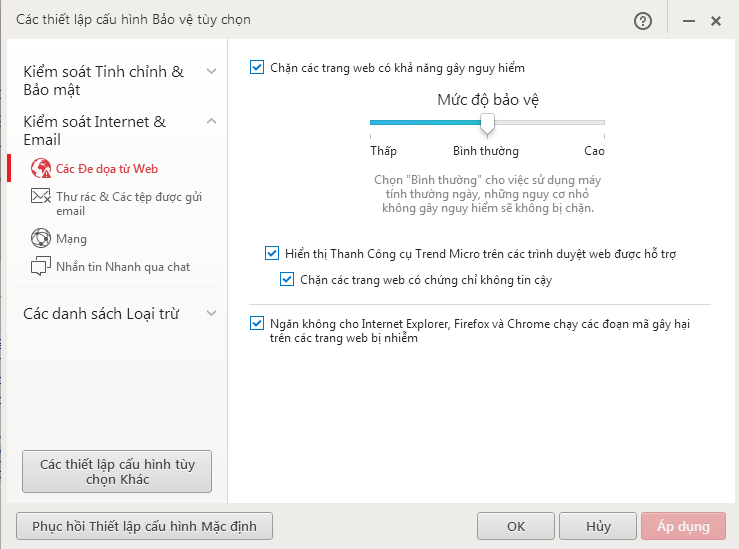 Các thiết lập cấu hình Bảo vệ tùy chọn
Kiểm soát Tinh chỉnh &
Bảo mật
Kiểm soát Internet &
Email
Các Đe dọa từ Web
Thư rác & Các tệp được gửi
email
Mạng
Nhắn tin Nhanh qua chat
Các danh sách Loại trừ
Các thiết lập cấu hình tùy
chọn Khác
Chặn các trang web có khả năng gây nguy hiểm
Mức độ bảo vệ
Thấp Bình thường Cao
Chọn "Bình thường" cho việc sử dụng máy
tính thường ngày, những nguy cơ nhỏ
không gây nguy hiểm sẽ không bị chặn.
Hiển thị Thanh Công cụ Trend Micro trên các trình duyệt web được hỗ trợ
Chặn các trang web có chứng chỉ không tin cậy
Ngăn không cho Internet Explorer, Firefox và Chrome chạy các đoạn mã gây hại
trên các trang web bị nhiễm
Phục hồi Thiết lập cấu hình Mặc định
OK
Hủy
Áp dụng